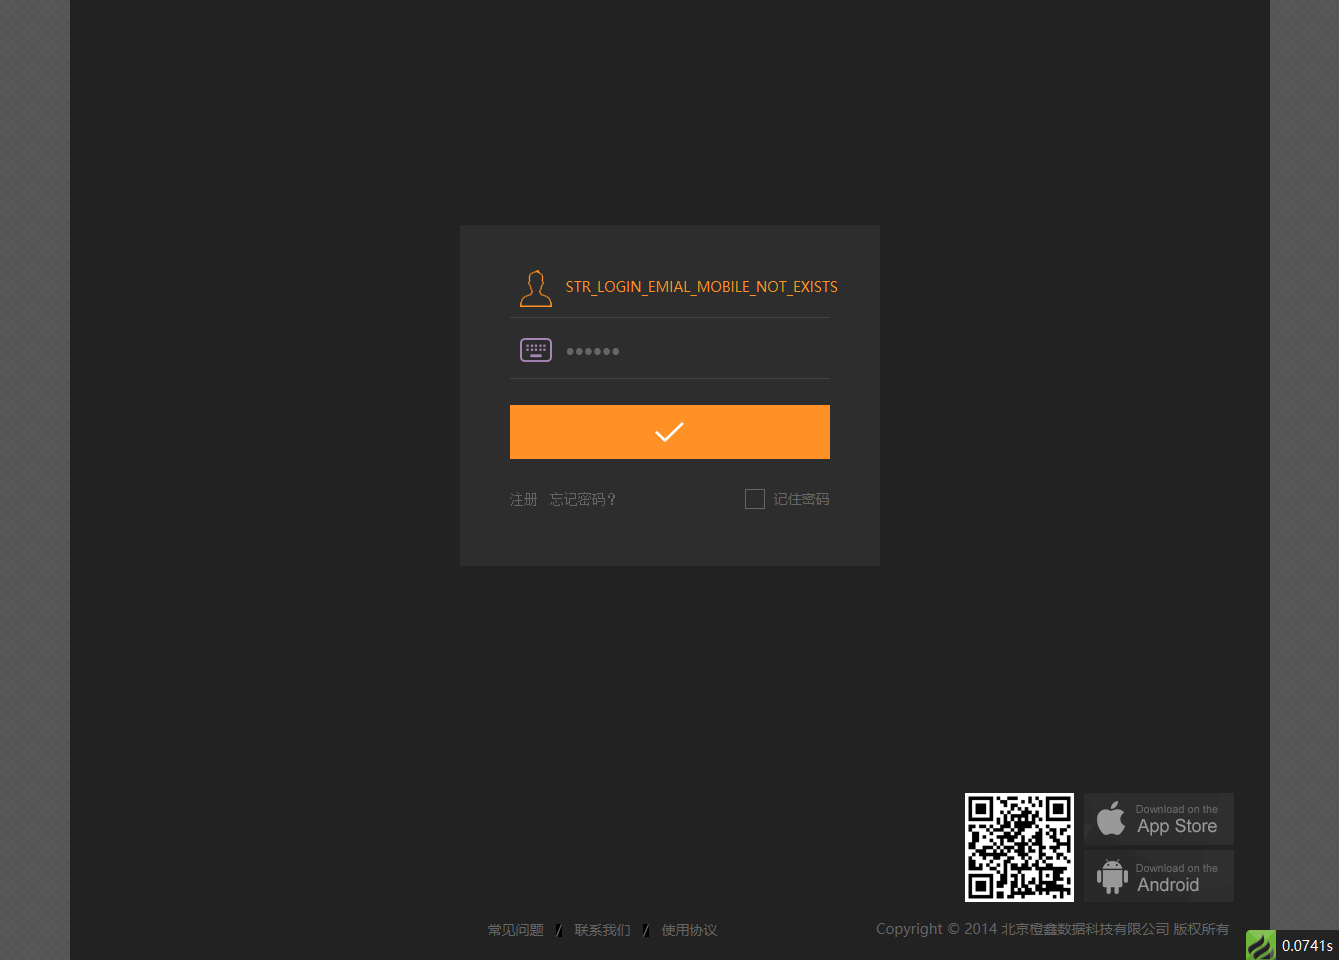 STR_LOGIN_EMIAL_MOBILE_NOT_EXISTS
••••••
注册 忘记密码?
记住密码
Download on the
App Store
Download on the
Android
常见问题 / 联系我们 / 使用协议
Copyright © 2014 北京橙鑫数据科技有限公司 版权所有
0.0741s